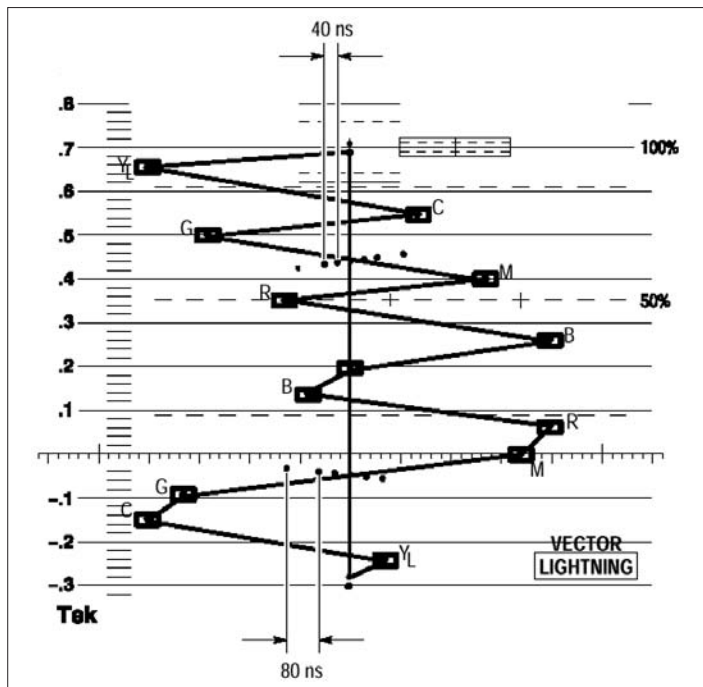 40 ns
.8
.7
100%
YL
.6
C
G
.5
.4
M
R
50%
.3
B
.2
B
.1
R
M
G
-.1
C
-.2
VECTOR
YL
LIGHTNING
-.3
Tek
80 ns